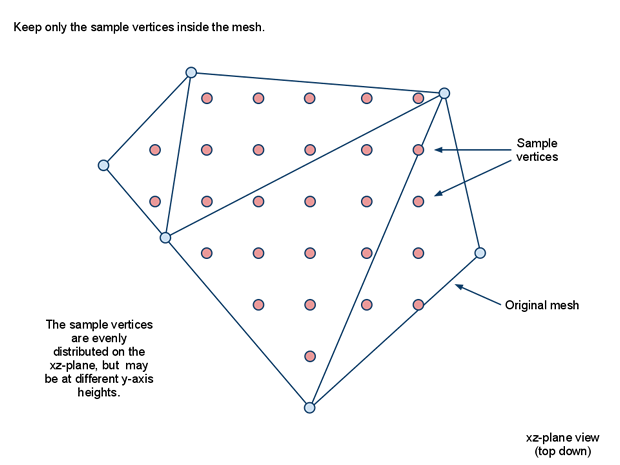 Keep only the sample vertices inside the mesh.
Sample
vertices
Original mesh
The sample vertices
are evenly
distributed on the
xz-plane, but may
be at different y-axis
heights.
xz-plane view
(top down)